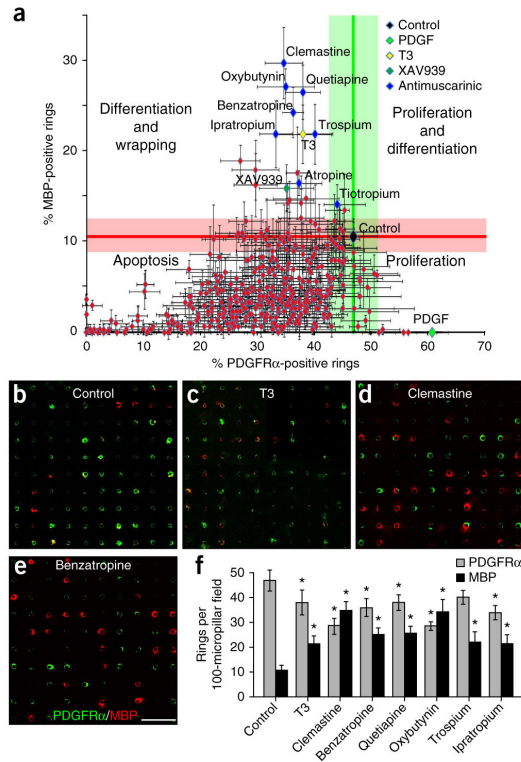 a
30
20
10
0
% MBP-positive rings
0
10
20
30
40
50
60
70
% PDGFRα-positive rings
Differentiation
and
wrapping
Proliferation
and
differentiation
Apoptosis
Proliferation
Clemastine
Oxybutynin
Quetiapine
Benzatropine
Ipratropium
Trospium
T3
XAV939
Atropine
Tiotropium
Control
PDGF
Control
PDGF
T3
XAV939
Antimuscarinic
b
Control
c
T3
d
Clemastine
e
Benzatropine
PDGFRα/MBP
f
PDGFRα
MBP
Rings per
100-micropillar field
50
40
30
20
10
0
* * * * * * * * * * * * *
Control
T3
Clemastine
Benzatropine
Quetiapine
Oxybutynin
Trospium
Ipratropium